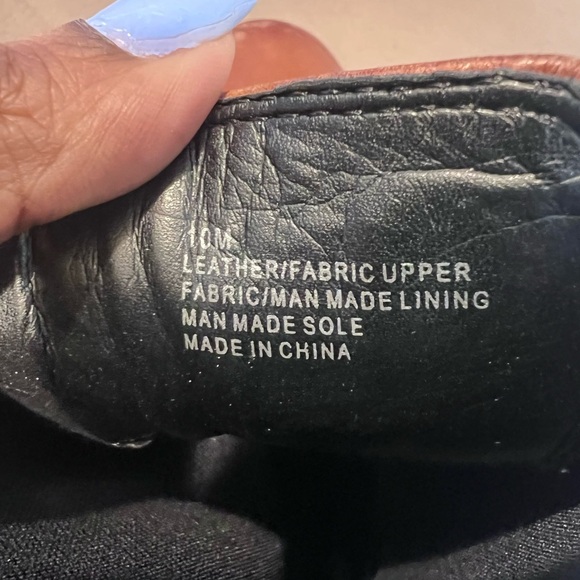 10M
LEATHER/FABRIC UPPER
FABRIC/MAN MADE LINING
MAN MADE SOLE
MADE IN CHINA